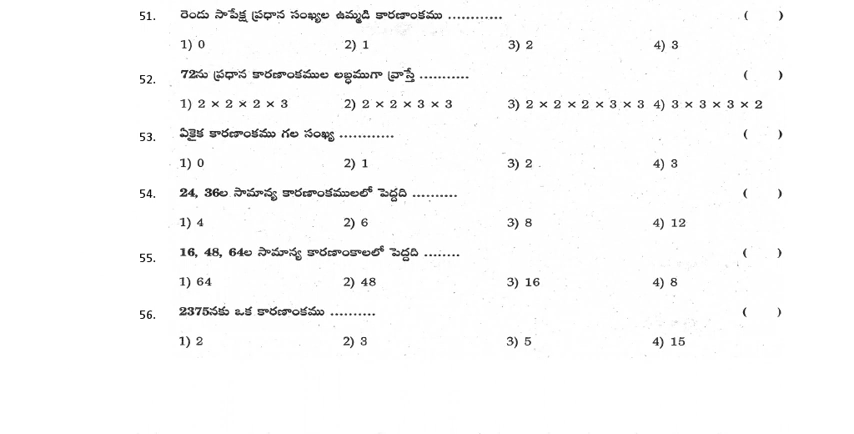 51. రెండు సాపేక్ష ప్రధాన సంఖ్యల ఉమ్మడి కారణాంకము ............ ( )
1) 0 2) 1 3) 2 4) 3
52. 72ను ప్రధాన కారణాంకముల లబ్ధముగా వ్రాస్తే ........... ( )
1) 2 × 2 × 2 × 3 2) 2 × 2 × 3 × 3 3) 2 × 2 × 2 × 3 × 3 4) 3 × 3 × 3 × 2
53. ఏకైక కారణాంకము గల సంఖ్య ............ ( )
1) 0 2) 1 3) 2 4) 3
54. 24, 36ల సామాన్య కారణాంకములలో పెద్దది .......... ( )
1) 4 2) 6 3) 8 4) 12
55. 16, 48, 64ల సామాన్య కారణాంకాలలో పెద్దది ........ ( )
1) 64 2) 48 3) 16 4) 8
56. 2375నకు ఒక కారణాంకము .......... ( )
1) 2 2) 3 3) 5 4) 15